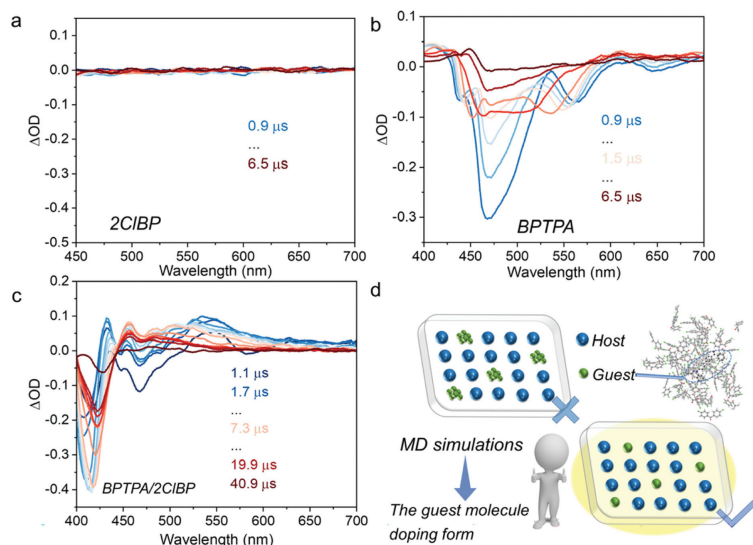 a
0.1
0.0
-0.1
-0.2
-0.3
-0.4
-0.5
ΔOD
0.9 μs
...
6.5 μs
2ClBP
450 500 550 600 650 700
Wavelength (nm)
b
0.1
0.0
-0.1
-0.2
-0.3
ΔOD
0.9 μs
...
1.5 μs
...
6.5 μs
BPTPA
400 450 500 550 600 650 700
Wavelength (nm)
c
0.2
0.1
0.0
-0.1
-0.2
-0.3
-0.4
-0.5
ΔOD
1.1 μs
1.7 μs
...
7.3 μs
...
19.9 μs
40.9 μs
BPTPA/2ClBP
400 450 500 550 600 650 700
Wavelength (nm)
d
Host
Guest
MD simulations
The guest molecule
doping form